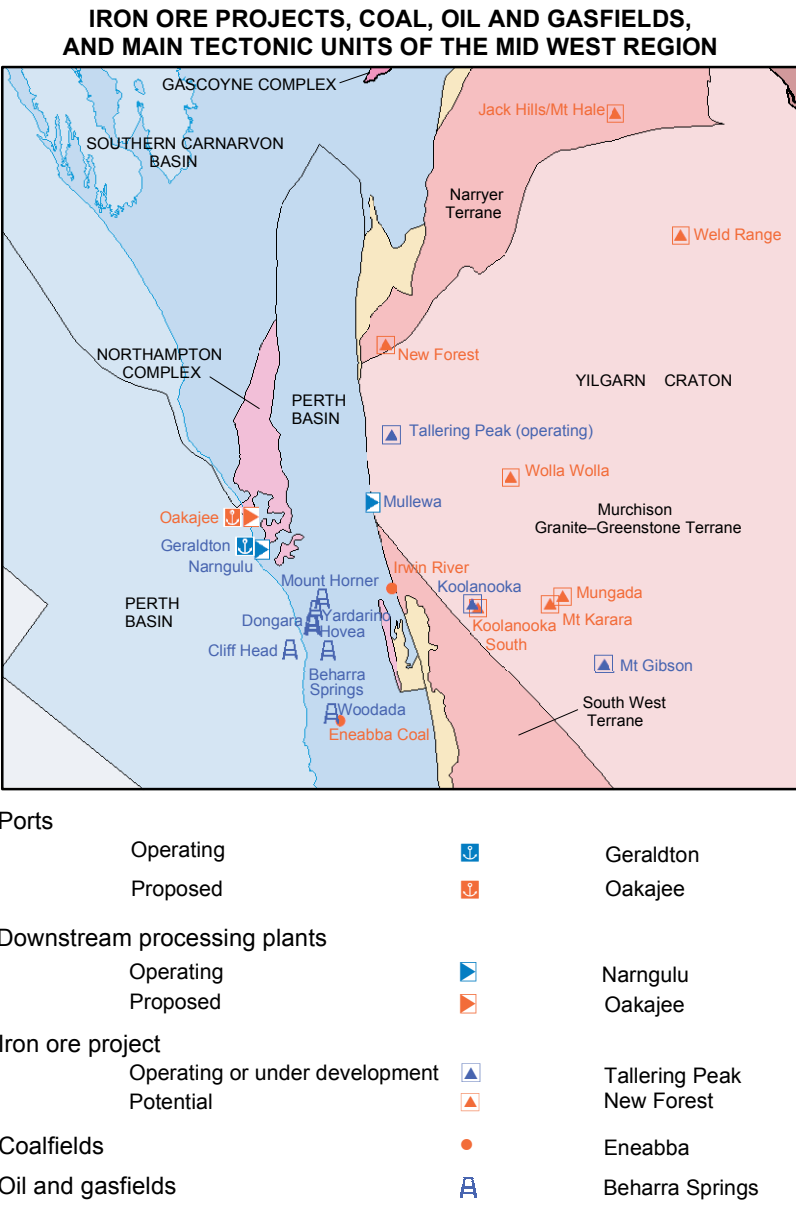 IRON ORE PROJECTS, COAL, OIL AND GASFIELDS,
AND MAIN TECTONIC UNITS OF THE MID WEST REGION
GASCOYNE COMPLEX
Jack Hills/Mt Hale
SOUTHERN CARNARVON
BASIN
Narryer
Terrane
Weld Range
NORTHAMPTON
COMPLEX
New Forest
YILGARN CRATON
PERTH
BASIN
Tallering Peak (operating)
Wolla Wolla
Mullewa
Murchison
Granite–Greenstone Terrane
Oakajee
Geraldton
Narngulu
Irwin River
Mount Horner
Koolanooka
Mungada
PERTH
BASIN
Dongara
Yardarino
Hovea
Koolanooka
South
Mt Karara
Cliff Head
Mt Gibson
Beharra
Springs
Woodada
South West
Terrane
Eneabba Coal
Ports
Operating
Geraldton
Proposed
Oakajee
Downstream processing plants
Operating
Narngulu
Proposed
Oakajee
Iron ore project
Operating or under development
Tallering Peak
Potential
New Forest
Coalfields
Eneabba
Oil and gasfields
Beharra Springs